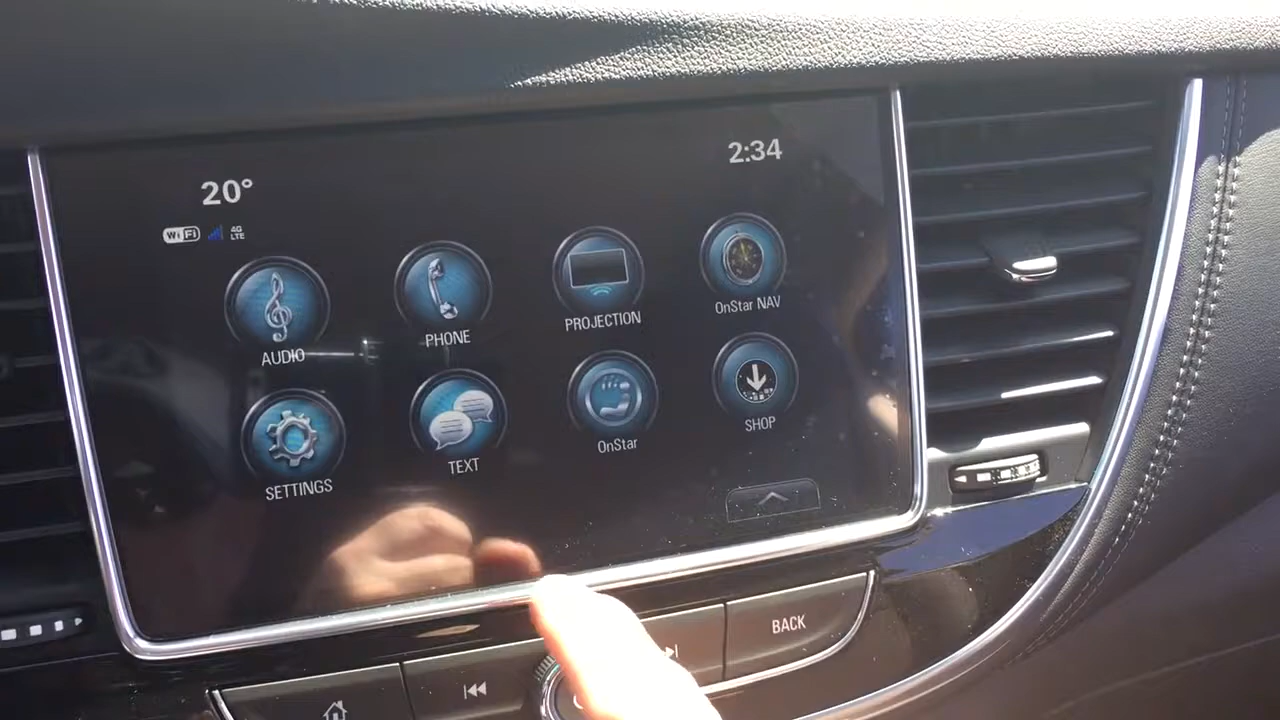 20°
2:34
WiFi
4G
LTE
AUDIO
PHONE
PROJECTION
OnStar NAV
SETTINGS
TEXT
OnStar
SHOP
BACK